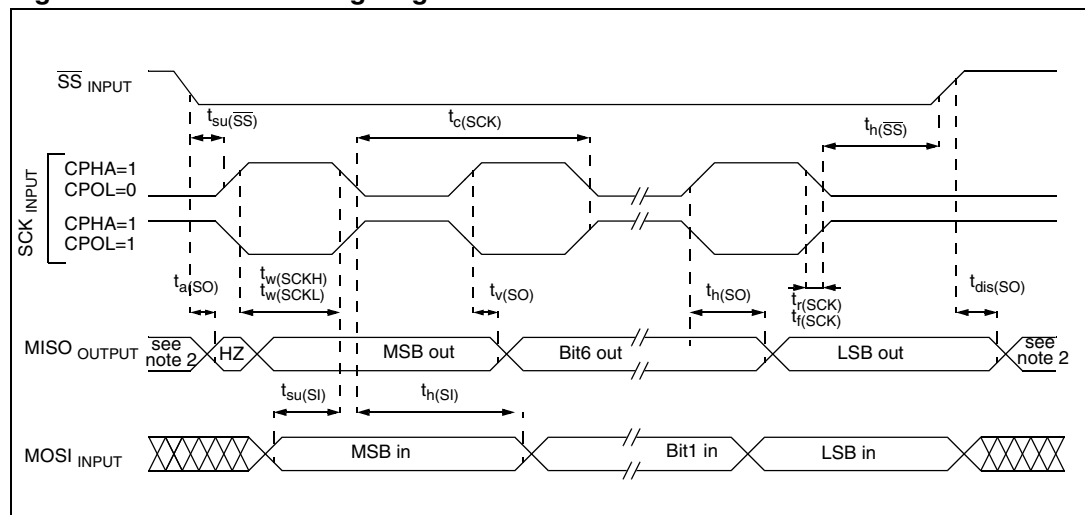 SS INPUT
tsu(SS)
tc(SCK)
th(SS)
SCK INPUT
CPHA=1
CPOL=0
CPHA=1
CPOL=1
ta(SO)
tw(SCKH)
tw(SCKL)
tv(SO)
th(SO)
tr(SCK)
tf(SCK)
tdis(SO)
MISO OUTPUT
see
note 2
HZ
MSB out
Bit6 out
LSB out
see
note 2
tsu(SI)
th(SI)
MOSI INPUT
MSB in
Bit1 in
LSB in